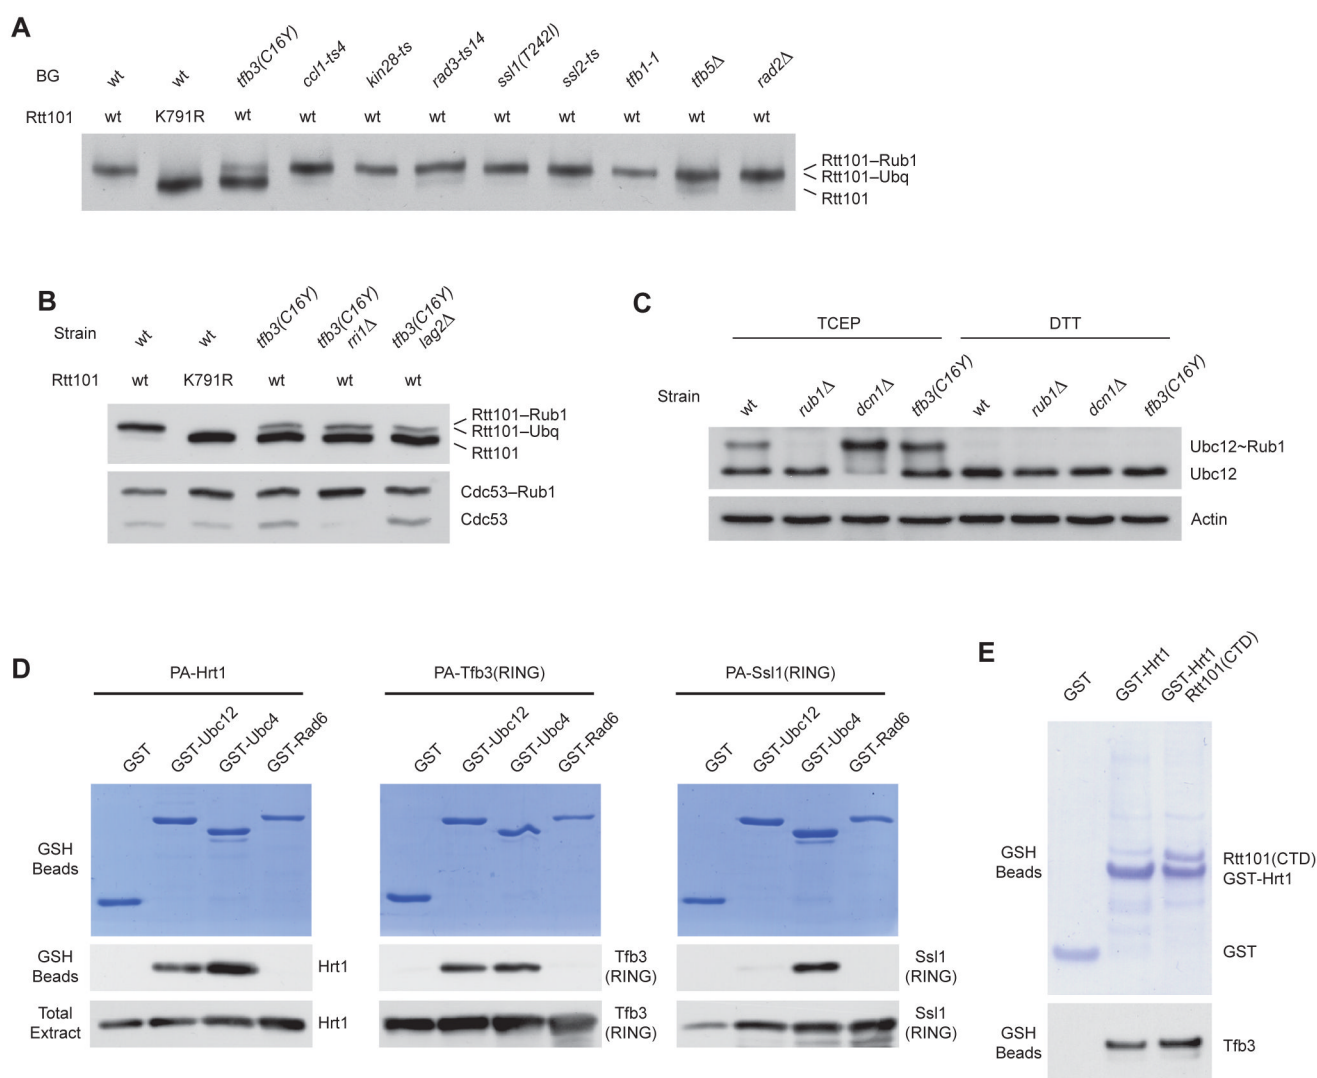 A
BG
wt
wt
tfb3(C16Y)
ccl1-ts4
kin28-ts
rad3-ts14
ssl1(T242I)
ssl2-ts
tfb1-1
tfb5Δ
rad2Δ
Rtt101
wt
K791R
wt
wt
wt
wt
wt
wt
wt
wt
wt
Rtt101–Rub1
Rtt101–Ubq
Rtt101
B
Strain
wt
wt
tfb3(C16Y)
tfb3(C16Y)
rri1Δ
tfb3(C16Y)
lag2Δ
Rtt101
wt
K791R
wt
wt
wt
Rtt101–Rub1
Rtt101–Ubq
Rtt101
Cdc53–Rub1
Cdc53
C
TCEP
DTT
Strain
wt
rub1Δ
dcn1Δ
tfb3(C16Y)
wt
rub1Δ
dcn1Δ
tfb3(C16Y)
Ubc12~Rub1
Ubc12
Actin
D
PA-Hrt1
PA-Tfb3(RING)
PA-Ssl1(RING)
GST
GST-Ubc12
GST-Ubc4
GST-Rad6
GST
GST-Ubc12
GST-Ubc4
GST-Rad6
GST
GST-Ubc12
GST-Ubc4
GST-Rad6
GSH
Beads
GSH
Beads
Hrt1
Tfb3
(RING)
Ssl1
(RING)
Total
Extract
Hrt1
Tfb3
(RING)
Ssl1
(RING)
E
GST
GST-Hrt1
GST-Hrt1
Rtt101(CTD)
GSH
Beads
Rtt101(CTD)
GST-Hrt1
GST
GSH
Beads
Tfb3